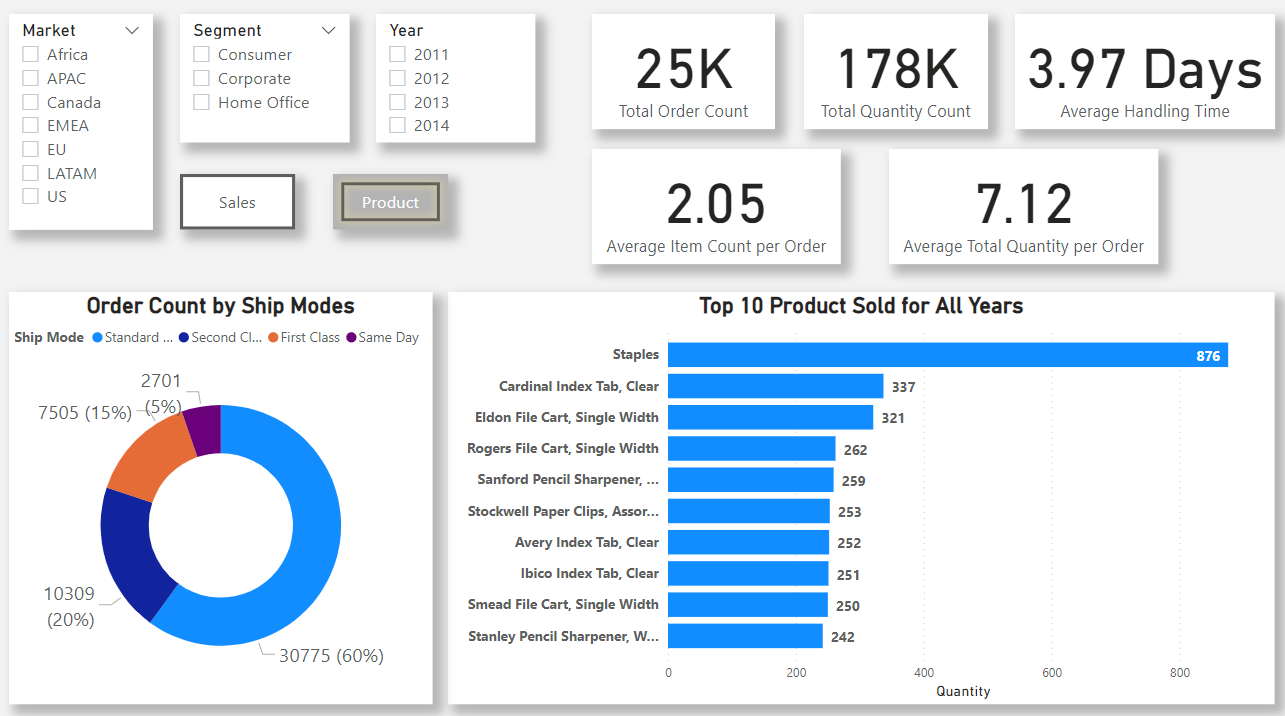 Market
Africa
APAC
Canada
EMEA
EU
LATAM
US
Segment
Consumer
Corporate
Home Office
Year
2011
2012
2013
2014
Sales
Product
25K
Total Order Count
178K
Total Quantity Count
3.97 Days
Average Handling Time
2.05
Average Item Count per Order
7.12
Average Total Quantity per Order
Order Count by Ship Modes
Ship Mode Standard ... Second Cl... First Class Same Day
2701
(5%)
7505 (15%)
10309
(20%)
30775 (60%)
Top 10 Product Sold for All Years
Staples 876
Cardinal Index Tab, Clear 337
Eldon File Cart, Single Width 321
Rogers File Cart, Single Width 262
Sanford Pencil Sharpener, ... 259
Stockwell Paper Clips, Assor... 253
Avery Index Tab, Clear 252
Ibico Index Tab, Clear 251
Smead File Cart, Single Width 250
Stanley Pencil Sharpener, W... 242
0 200 400 600 800
Quantity